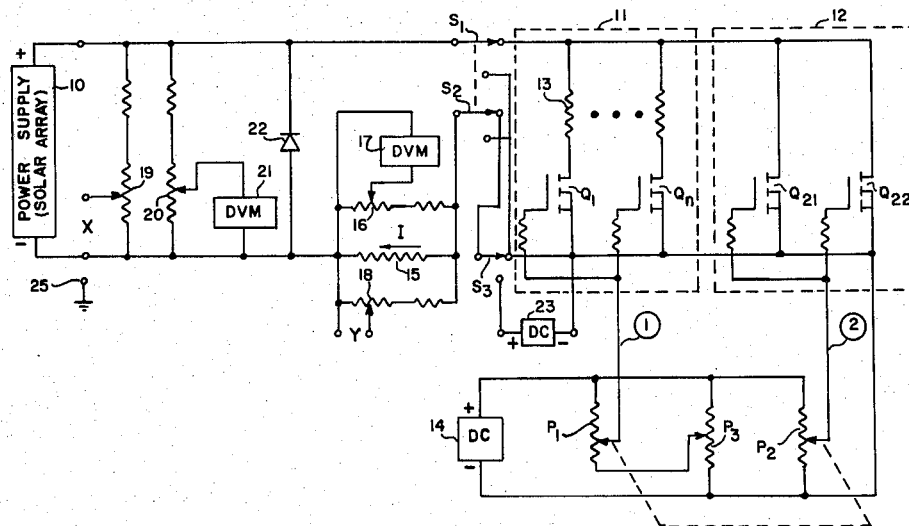 11
12
S1
+
10
POWER SUPPLY
(SOLAR ARRAY)
-
S2
13
22
17
DVM
19
X
20
21
DVM
16
I
15
18
Y
25
Q1
Qn
Q21
Q22
S3
23
+ DC -
1
2
+
14
DC
-
P1
P3
P2